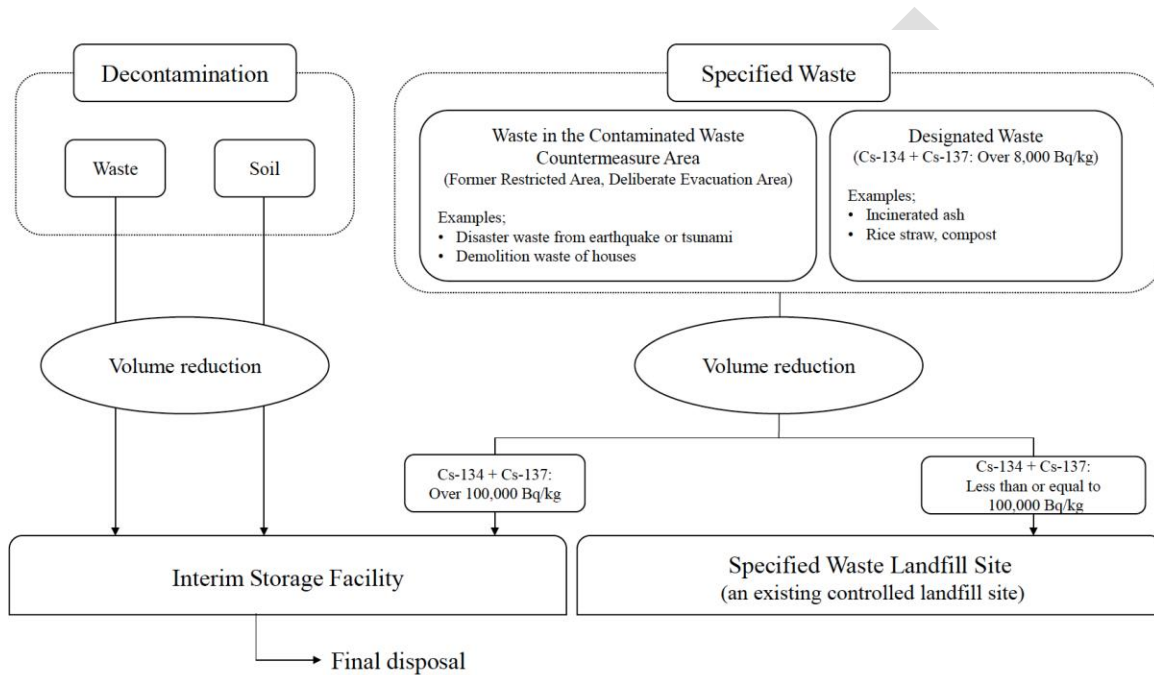 Decontamination
Waste
Soil
Volume reduction
Specified Waste
Waste in the Contaminated Waste
Countermeasure Area
(Former Restricted Area, Deliberate Evacuation Area)
Examples;
• Disaster waste from earthquake or tsunami
• Demolition waste of houses
Designated Waste
(Cs-134 + Cs-137: Over 8,000 Bq/kg)
Examples;
• Incinerated ash
• Rice straw, compost
Volume reduction
Cs-134 + Cs-137:
Over 100,000 Bq/kg
Cs-134 + Cs-137:
Less than or equal to
100,000 Bq/kg
Interim Storage Facility
Specified Waste Landfill Site
(an existing controlled landfill site)
Final disposal